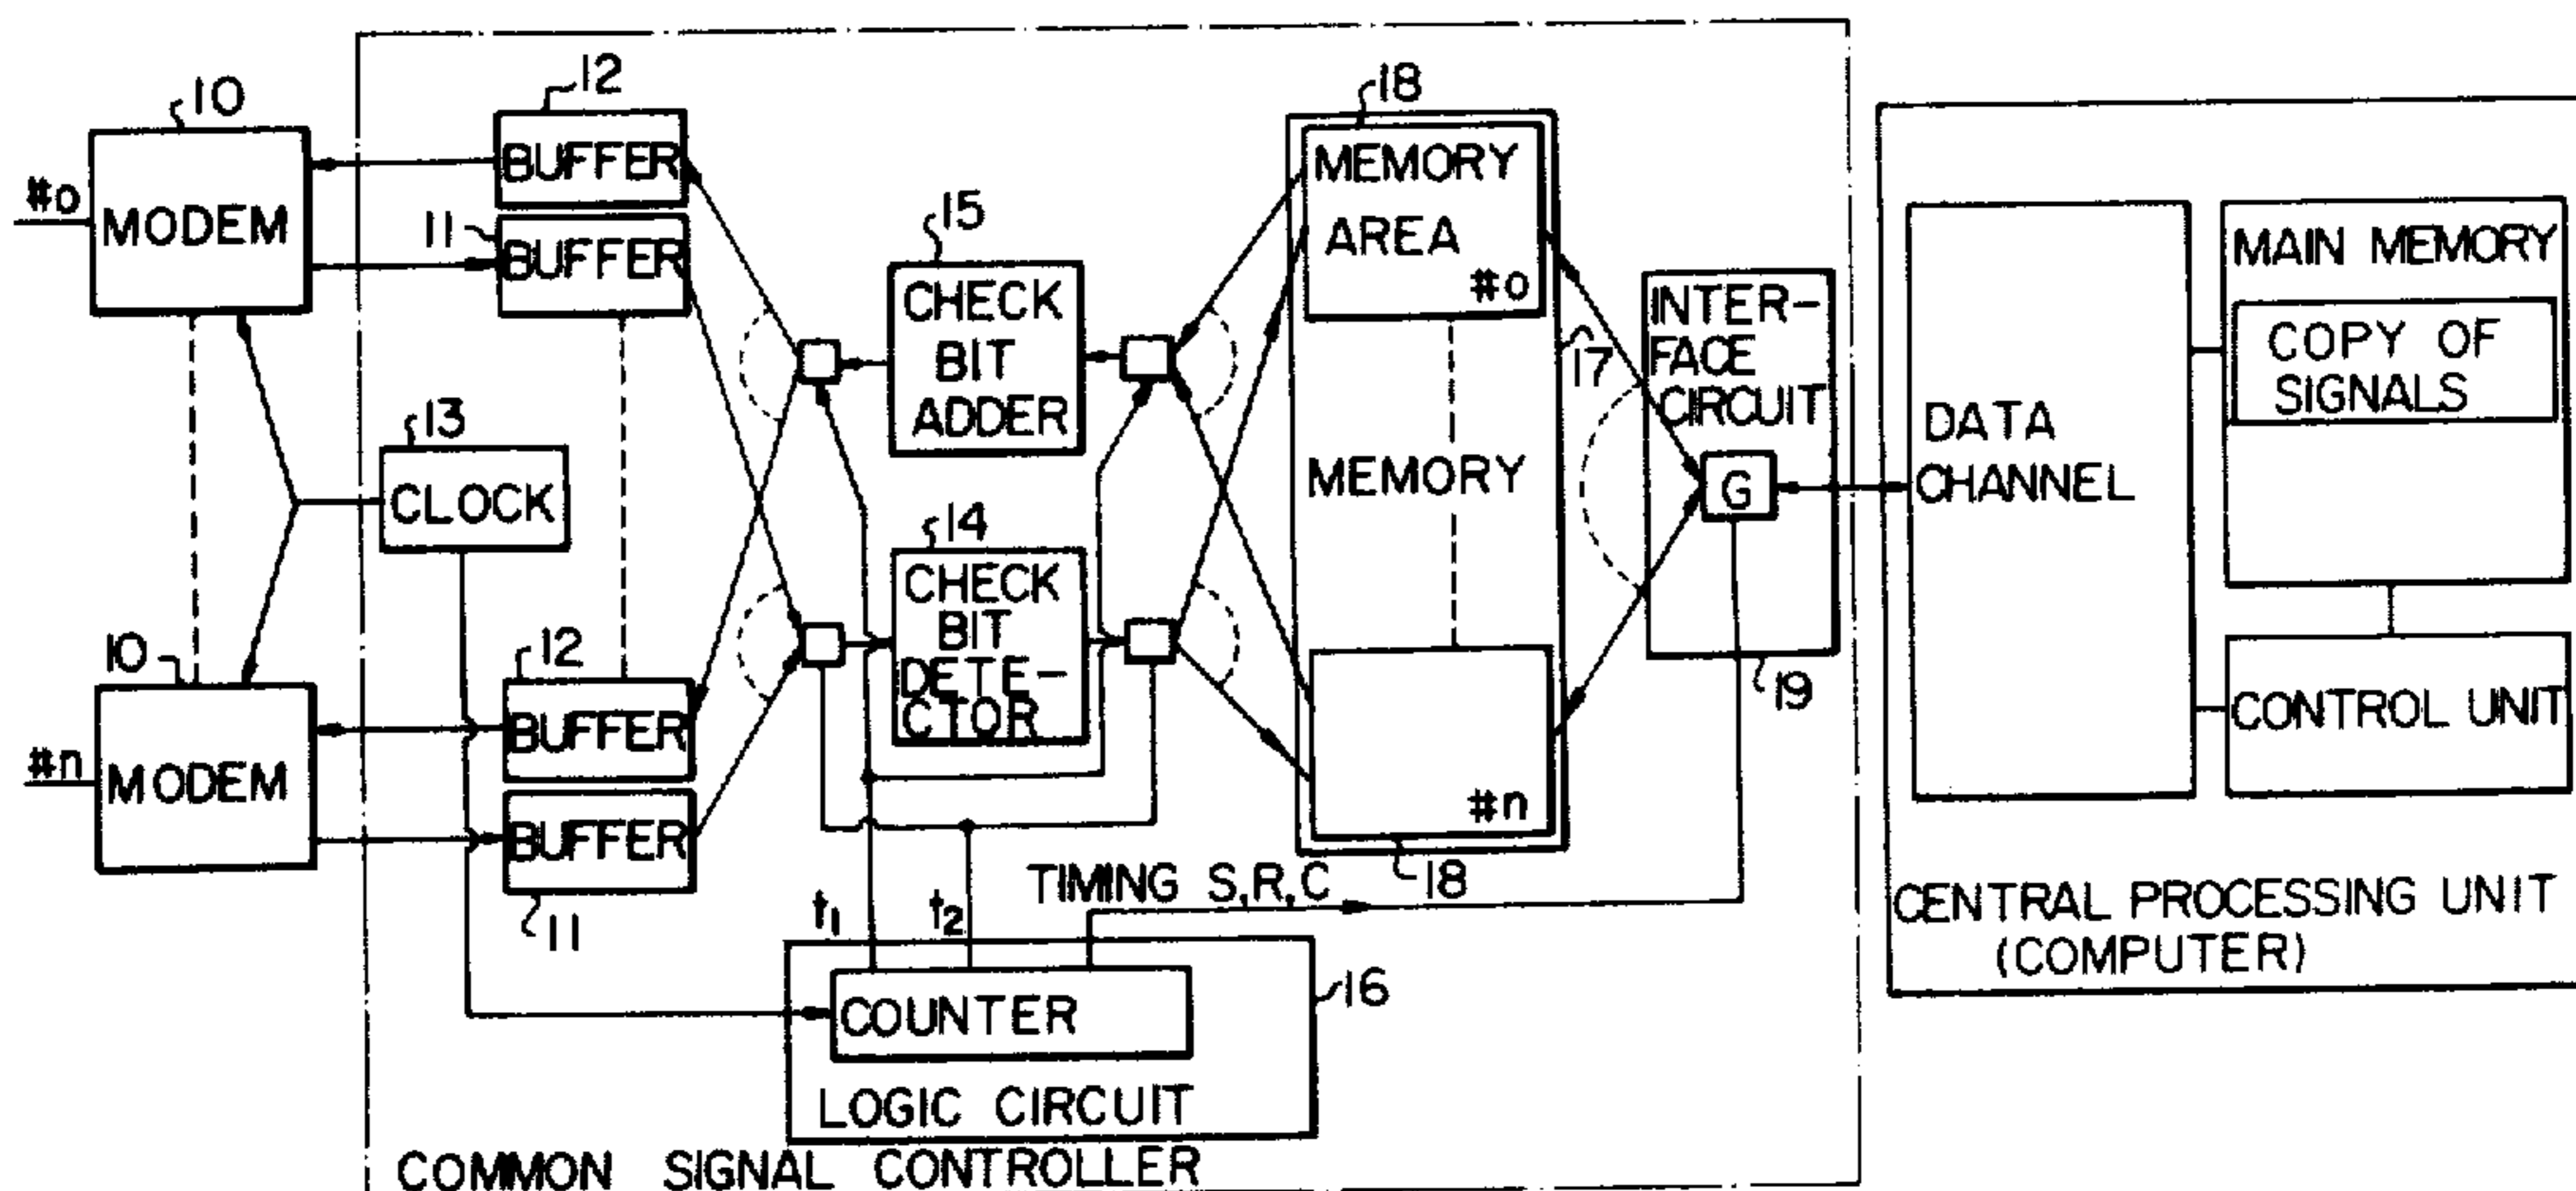 10
#o
MODEM
12
BUFFER
11
BUFFER
13
CLOCK
10
#n
MODEM
12
BUFFER
BUFFER
11
15
CHECK
BIT
ADDER
14
CHECK
BIT
DETE-
CTOR
18
MEMORY
AREA
#o
17
MEMORY
#n
18
INTER-
FACE
CIRCUIT
G
19
TIMING S,R,C
t1
t2
COUNTER
16
LOGIC CIRCUIT
COMMON SIGNAL CONTROLLER
DATA
CHANNEL
MAIN MEMORY
COPY OF
SIGNALS
CONTROL UNIT
CENTRAL PROCESSING UNIT
(COMPUTER)